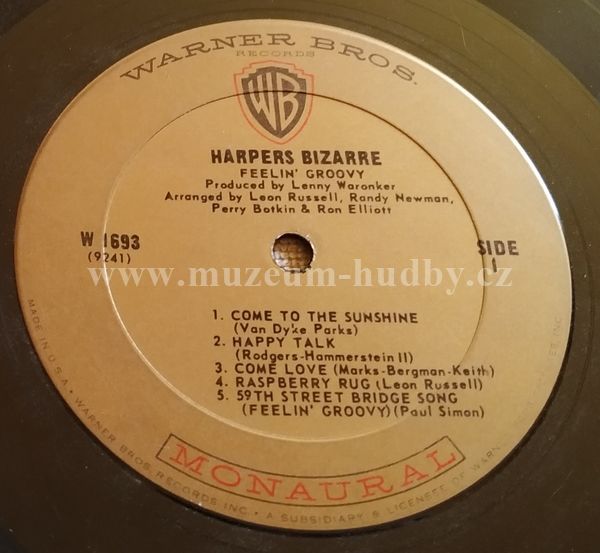 WARNER BROS.
RECORDS
WB
HARPERS BIZARRE
FEELIN' GROOVY
Produced by Lenny Waronker
Arranged by Leon Russell, Randy Newman,
Perry Botkin & Ron Elliott
W 1693
(9241)
SIDE
1
www.muzeum-hudby.cz
1. COME TO THE SUNSHINE
(Van Dyke Parks)
2. HAPPY TALK
(Rodgers-Hammerstein II)
3. COME LOVE (Marks-Bergman-Keith)
4. RASPBERRY RUG (Leon Russell)
5. 59TH STREET BRIDGE SONG
(FEELIN' GROOVY) (Paul Simon)
MONAURAL
MADE IN U.S.A. • WARNER BROS. RECORDS INC. • A SUBSIDIARY & LICENSEE OF WARNER INC.